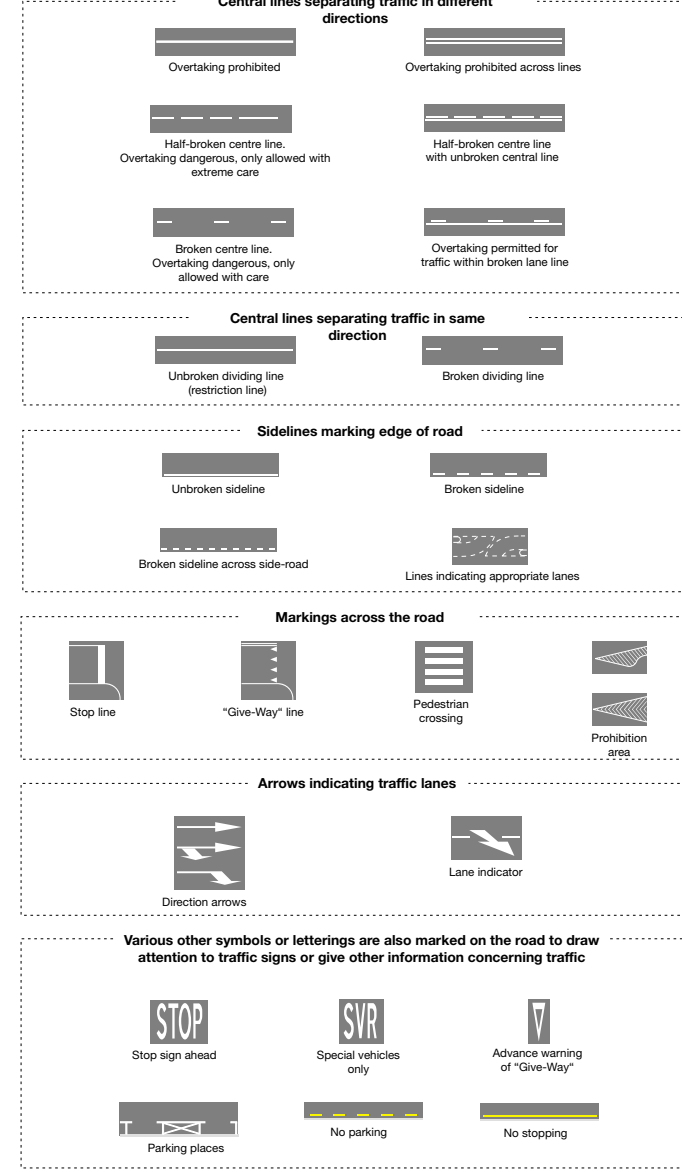 Central lines separating traffic in different
directions
Overtaking prohibited
Overtaking prohibited across lines
Half-broken centre line.
Overtaking dangerous, only allowed with
extreme care
Half-broken centre line
with unbroken central line
Broken centre line.
Overtaking dangerous, only
allowed with care
Overtaking permitted for
traffic within broken lane line
Central lines separating traffic in same
direction
Unbroken dividing line
(restriction line)
Broken dividing line
Sidelines marking edge of road
Unbroken sideline
Broken sideline
Broken sideline across side-road
Lines indicating appropriate lanes
Markings across the road
Stop line
"Give-Way" line
Pedestrian
crossing
Prohibition
area
Arrows indicating traffic lanes
Direction arrows
Lane indicator
Various other symbols or letterings are also marked on the road to draw
attention to traffic signs or give other information concerning traffic
STOP
Stop sign ahead
SVR
Special vehicles
only
Advance warning
of "Give-Way"
Parking places
No parking
No stopping